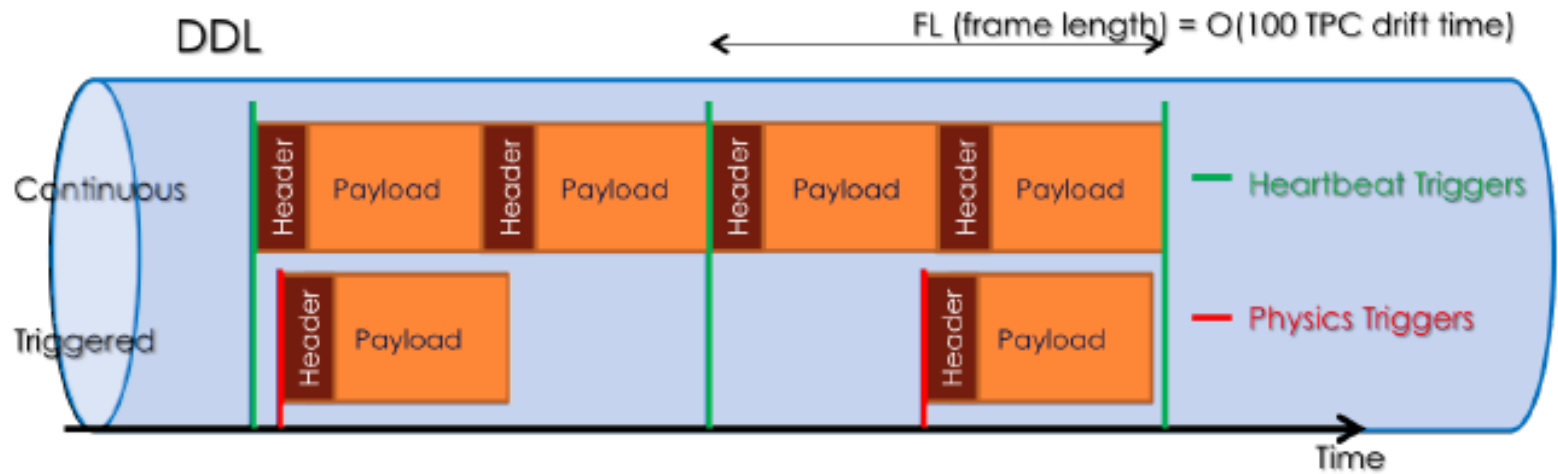 DDL
FL (frame length) = O(100 TPC drift time)
Continuous
Header
Payload
Header
Payload
Header
Payload
Header
Payload
Heartbeat Triggers
Triggered
Header
Payload
Header
Payload
Physics Triggers
Time